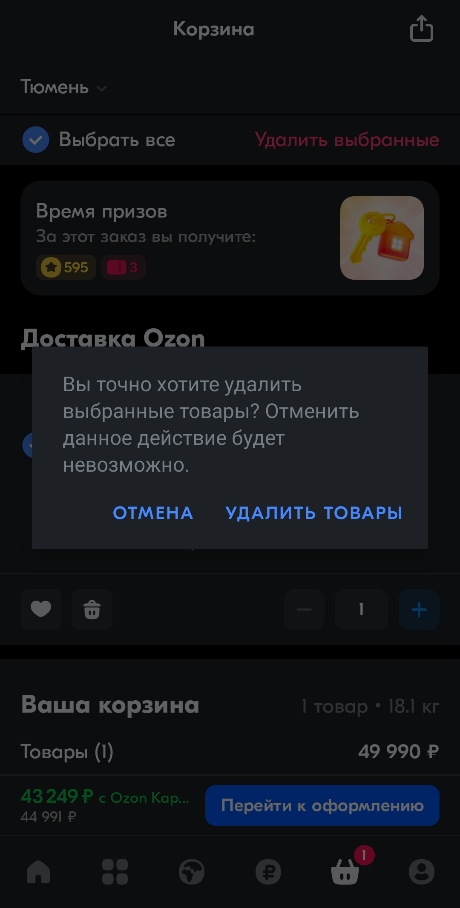 Корзина
Тюмень
Выбрать все
Удалить выбранные
Время призов
За этот заказ вы получите:
595 3
Доставка Ozon
Вы точно хотите удалить
выбранные товары? Отменить
данное действие будет
невозможно.
ОТМЕНА УДАЛИТЬ ТОВАРЫ
1
Ваша корзина 1 товар • 18.1 кг
Товары (1) 49 990 ₽
43 249 ₽ с Ozon Кар...
44 991 ₽
Перейти к оформлению
1